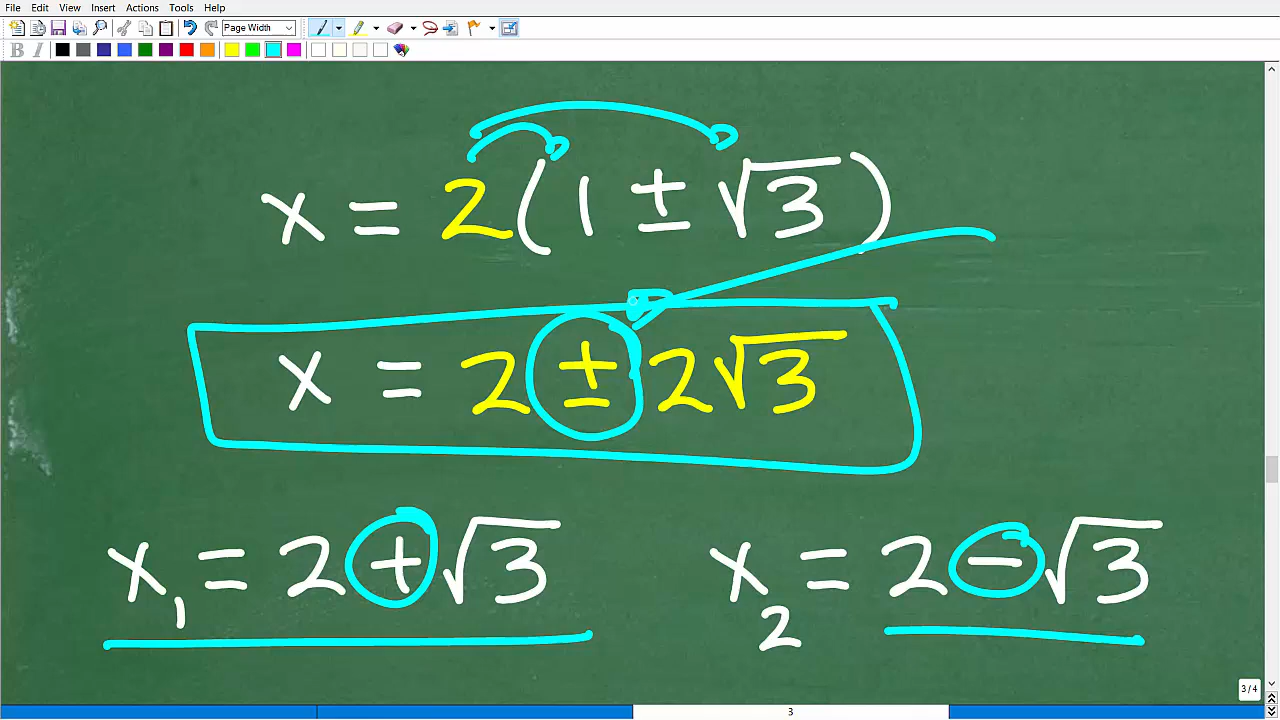 File Edit View Insert Actions Tools Help
Page Width
B I
x = 2(1 ± √3)
x = 2 ± 2√3
x₁ = 2 + √3
x₂ = 2 − √3
3/4
3